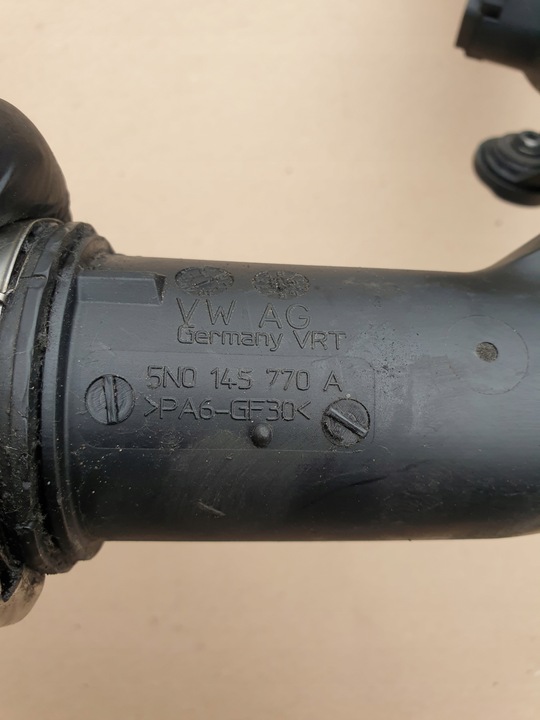 VW AG
Germany VRT
5N0 145 770 A
>PA6-GF30<